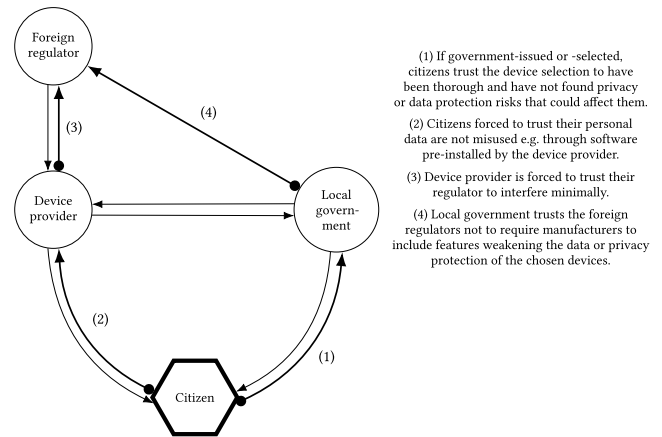 Foreign
regulator
(1) If government-issued or -selected,
citizens trust the device selection to have
been thorough and have not found privacy
or data protection risks that could affect them.
(2) Citizens forced to trust their personal
data are not misused e.g. through software
pre-installed by the device provider.
(3) Device provider is forced to trust their
regulator to interfere minimally.
(4) Local government trusts the foreign
regulators not to require manufacturers to
include features weakening the data or privacy
protection of the chosen devices.
(4)
(3)
Device
provider
Local
govern-
ment
(2)
(1)
Citizen